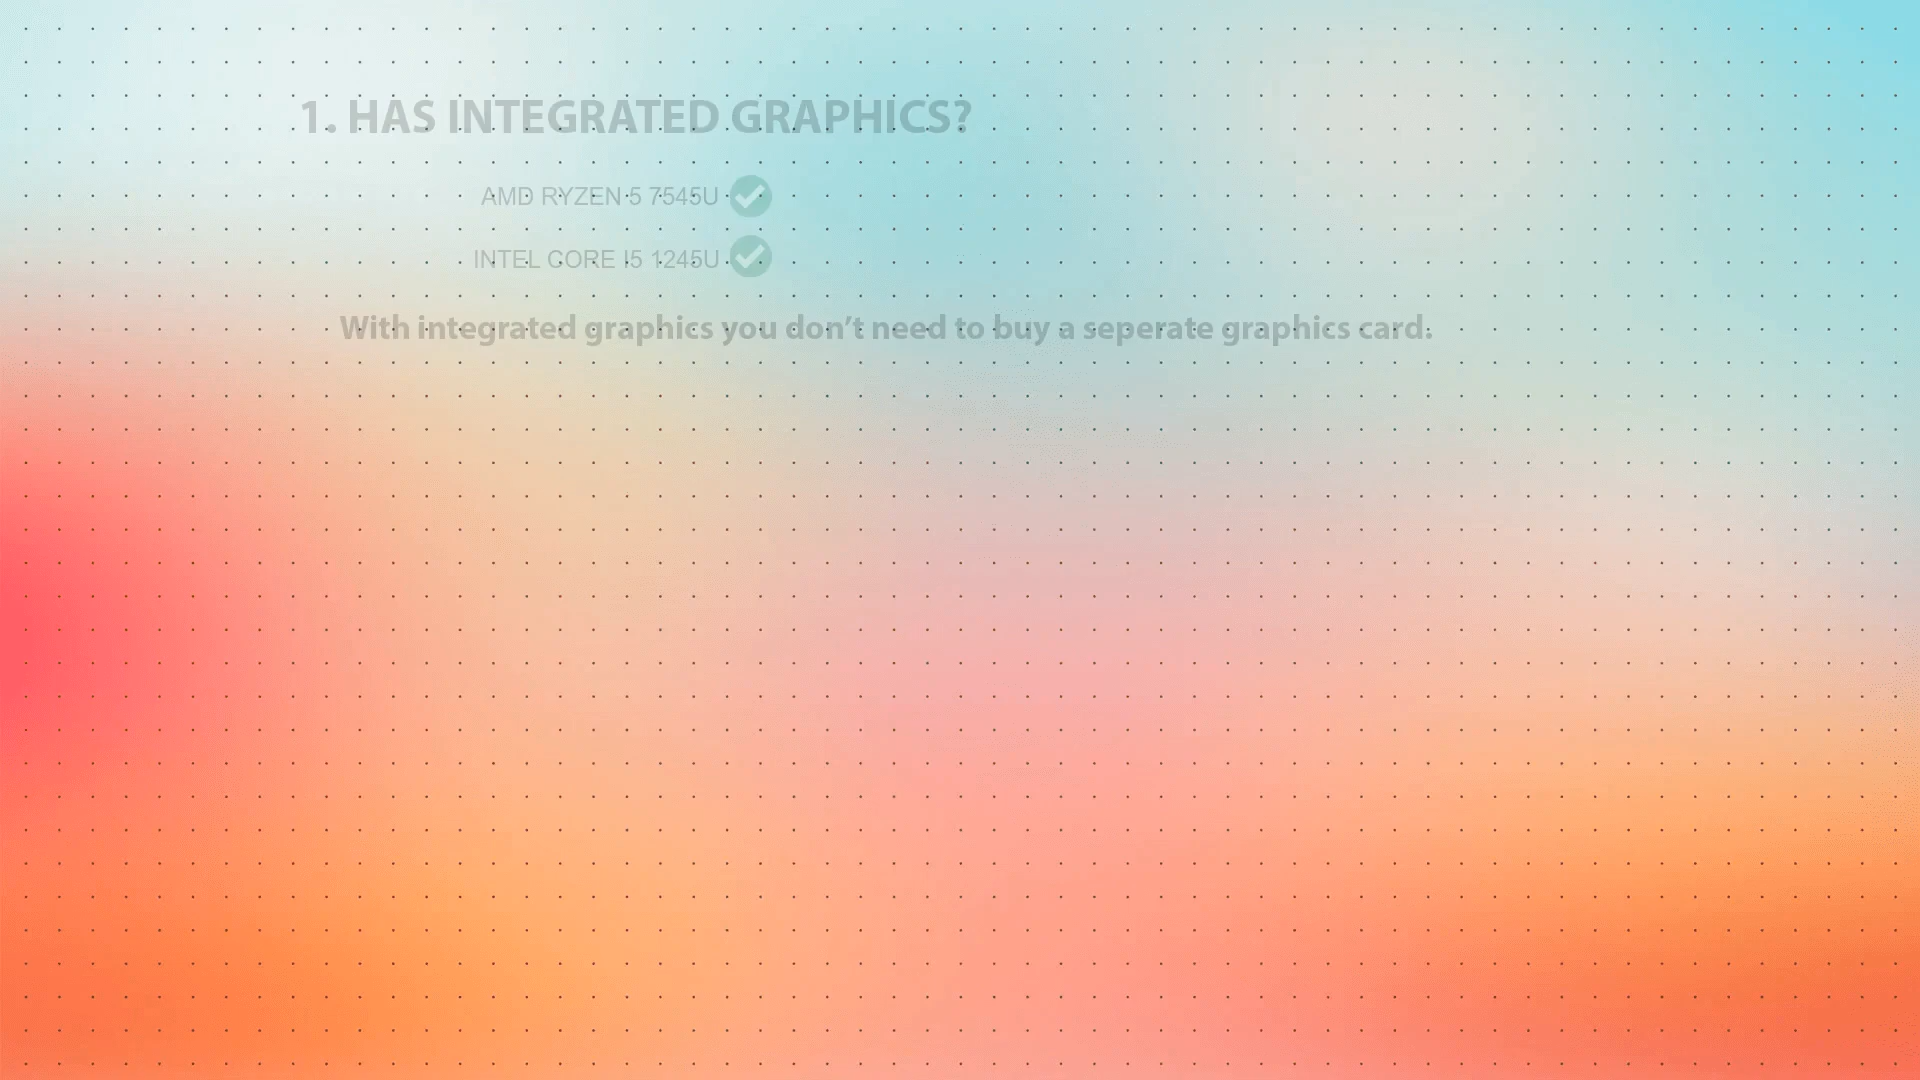 1. HAS INTEGRATED GRAPHICS?
AMD RYZEN 5 7545U
INTEL CORE I5 1245U
With integrated graphics you don’t need to buy a seperate graphics card.